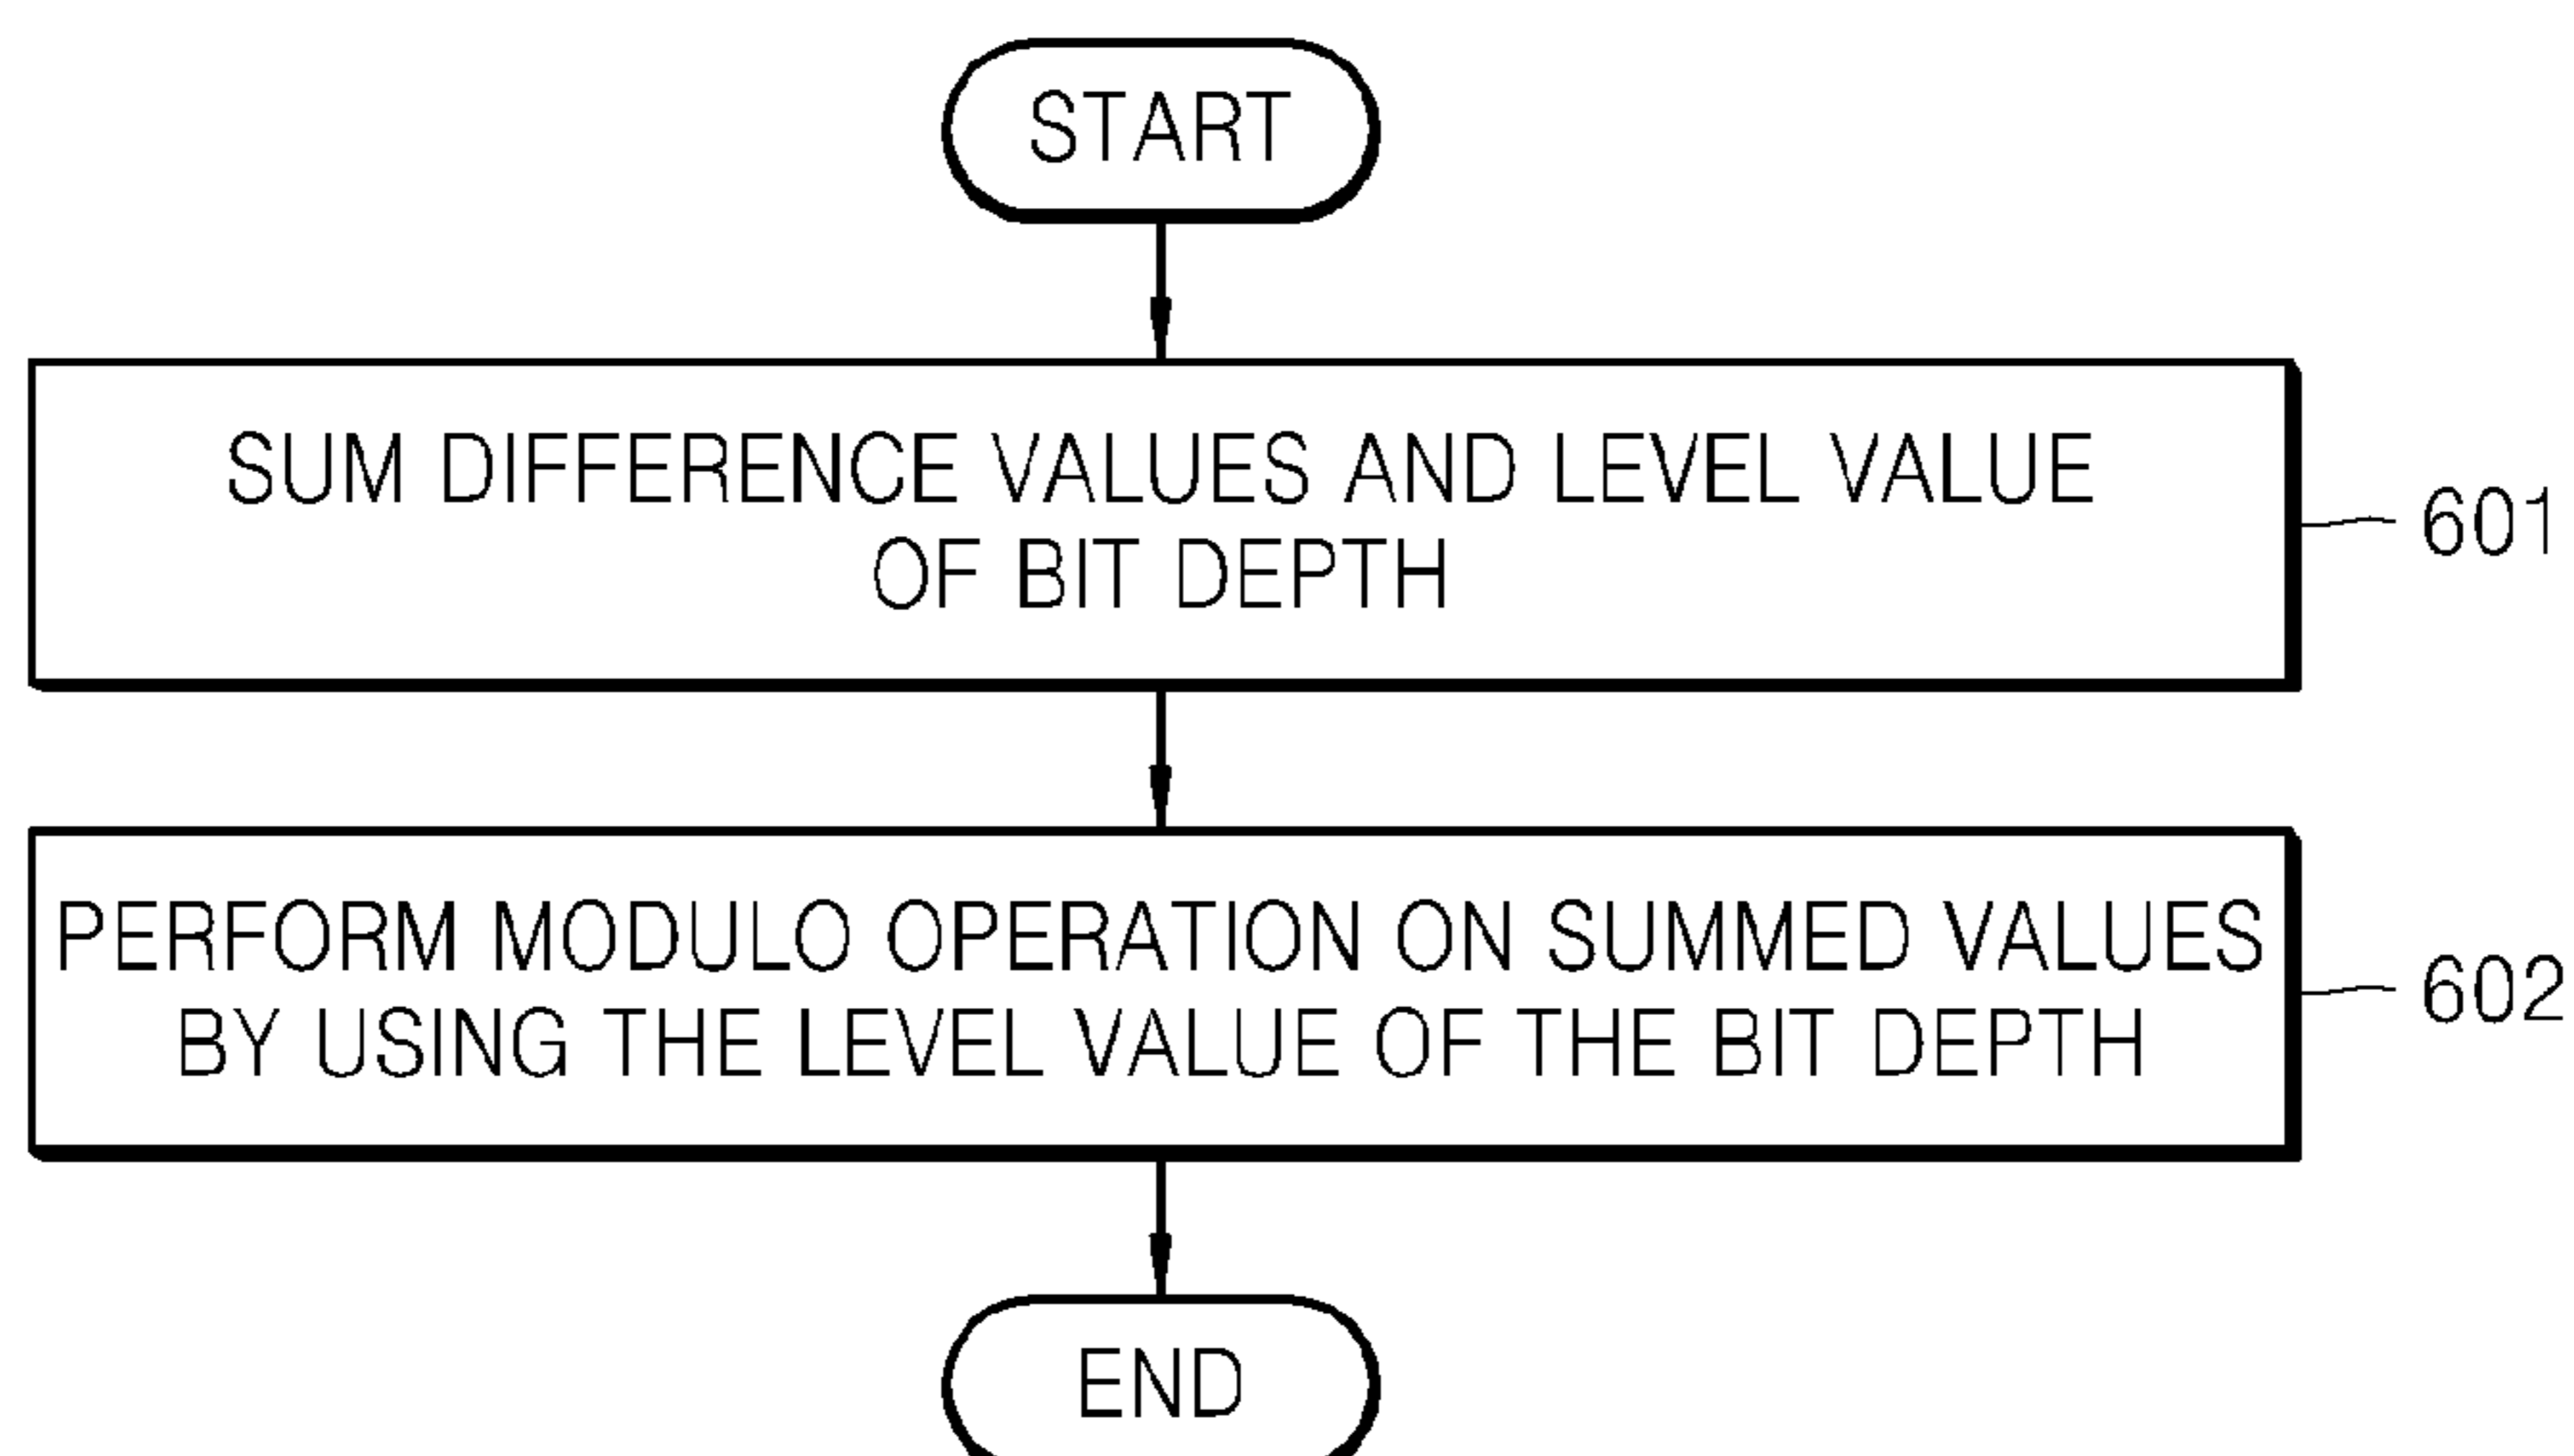 START
SUM DIFFERENCE VALUES AND LEVEL VALUE
OF BIT DEPTH
601
PERFORM MODULO OPERATION ON SUMMED VALUES
BY USING THE LEVEL VALUE OF THE BIT DEPTH
602
END